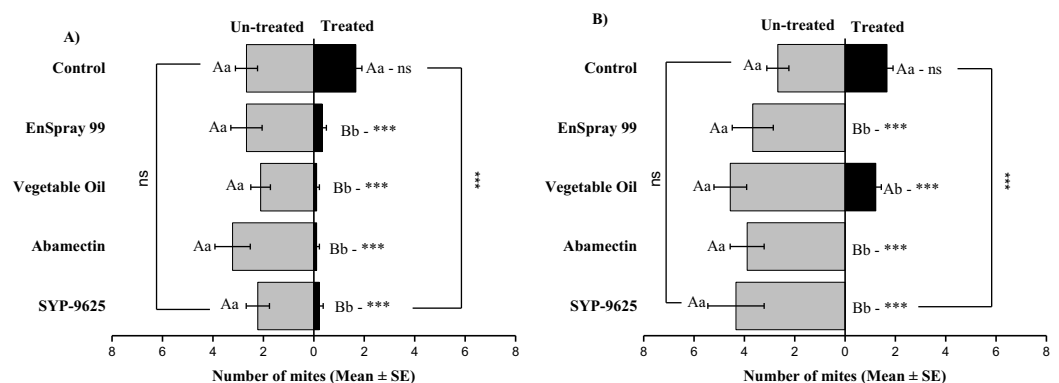 A)
Un-treated Treated
Control Aa Aa - ns
EnSpray 99 Aa Bb - ***
Vegetable Oil Aa Bb - ***
Abamectin Aa Bb - ***
SYP-9625 Aa Bb - ***
ns
***
8 6 4 2 0 2 4 6 8
Number of mites (Mean ± SE)
B)
Un-treated Treated
Control Aa Aa - ns
EnSpray 99 Aa Bb - ***
Vegetable Oil Aa Ab - ***
Abamectin Aa Bb - ***
SYP-9625 Aa Bb - ***
ns
***
8 6 4 2 0 2 4 6 8
Number of mites (Mean ± SE)